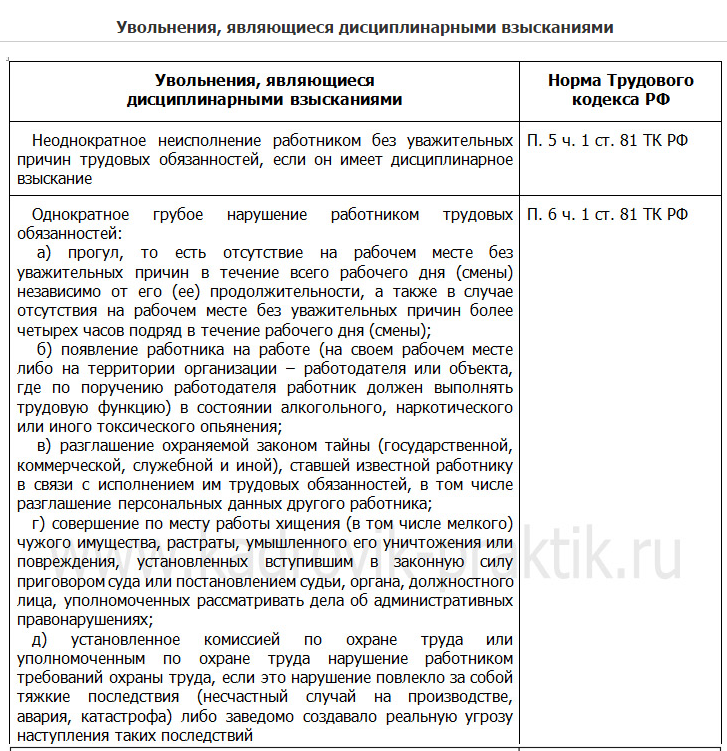 Увольнения, являющиеся дисциплинарными взысканиями
Увольнения, являющиеся
дисциплинарными взысканиями
Норма Трудового
кодекса РФ
Неоднократное неисполнение работником без уважительных
причин трудовых обязанностей, если он имеет дисциплинарное
взыскание
П. 5 ч. 1 ст. 81 ТК РФ
Однократное грубое нарушение работником трудовых
обязанностей:
а) прогул, то есть отсутствие на рабочем месте без
уважительных причин в течение всего рабочего дня (смены)
независимо от его (ее) продолжительности, а также в случае
отсутствия на рабочем месте без уважительных причин более
четырех часов подряд в течение рабочего дня (смены);
б) появление работника на работе (на своем рабочем месте
либо на территории организации – работодателя или объекта,
где по поручению работодателя работник должен выполнять
трудовую функцию) в состоянии алкогольного, наркотического
или иного токсического опьянения;
в) разглашение охраняемой законом тайны (государственной,
коммерческой, служебной и иной), ставшей известной работнику
в связи с исполнением им трудовых обязанностей, в том числе
разглашение персональных данных другого работника;
г) совершение по месту работы хищения (в том числе мелкого)
чужого имущества, растраты, умышленного его уничтожения или
повреждения, установленных вступившим в законную силу
приговором суда или постановлением судьи, органа, должностного
лица, уполномоченных рассматривать дела об административных
правонарушениях;
д) установленное комиссией по охране труда или
уполномоченным по охране труда нарушение работником
требований охраны труда, если это нарушение повлекло за собой
тяжкие последствия (несчастный случай на производстве,
авария, катастрофа) либо заведомо создавало реальную угрозу
наступления таких последствий
П. 6 ч. 1 ст. 81 ТК РФ
www.kadrovik-praktik.ru